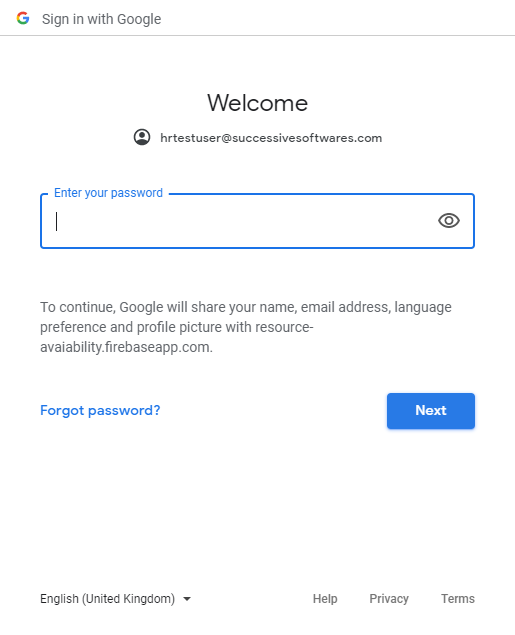 Sign in with Google
Welcome
hrtestuser@successivesoftwares.com
Enter your password
To continue, Google will share your name, email address, language
preference and profile picture with resource-
avaiability.firebaseapp.com.
Forgot password?
Next
English (United Kingdom)
Help
Privacy
Terms